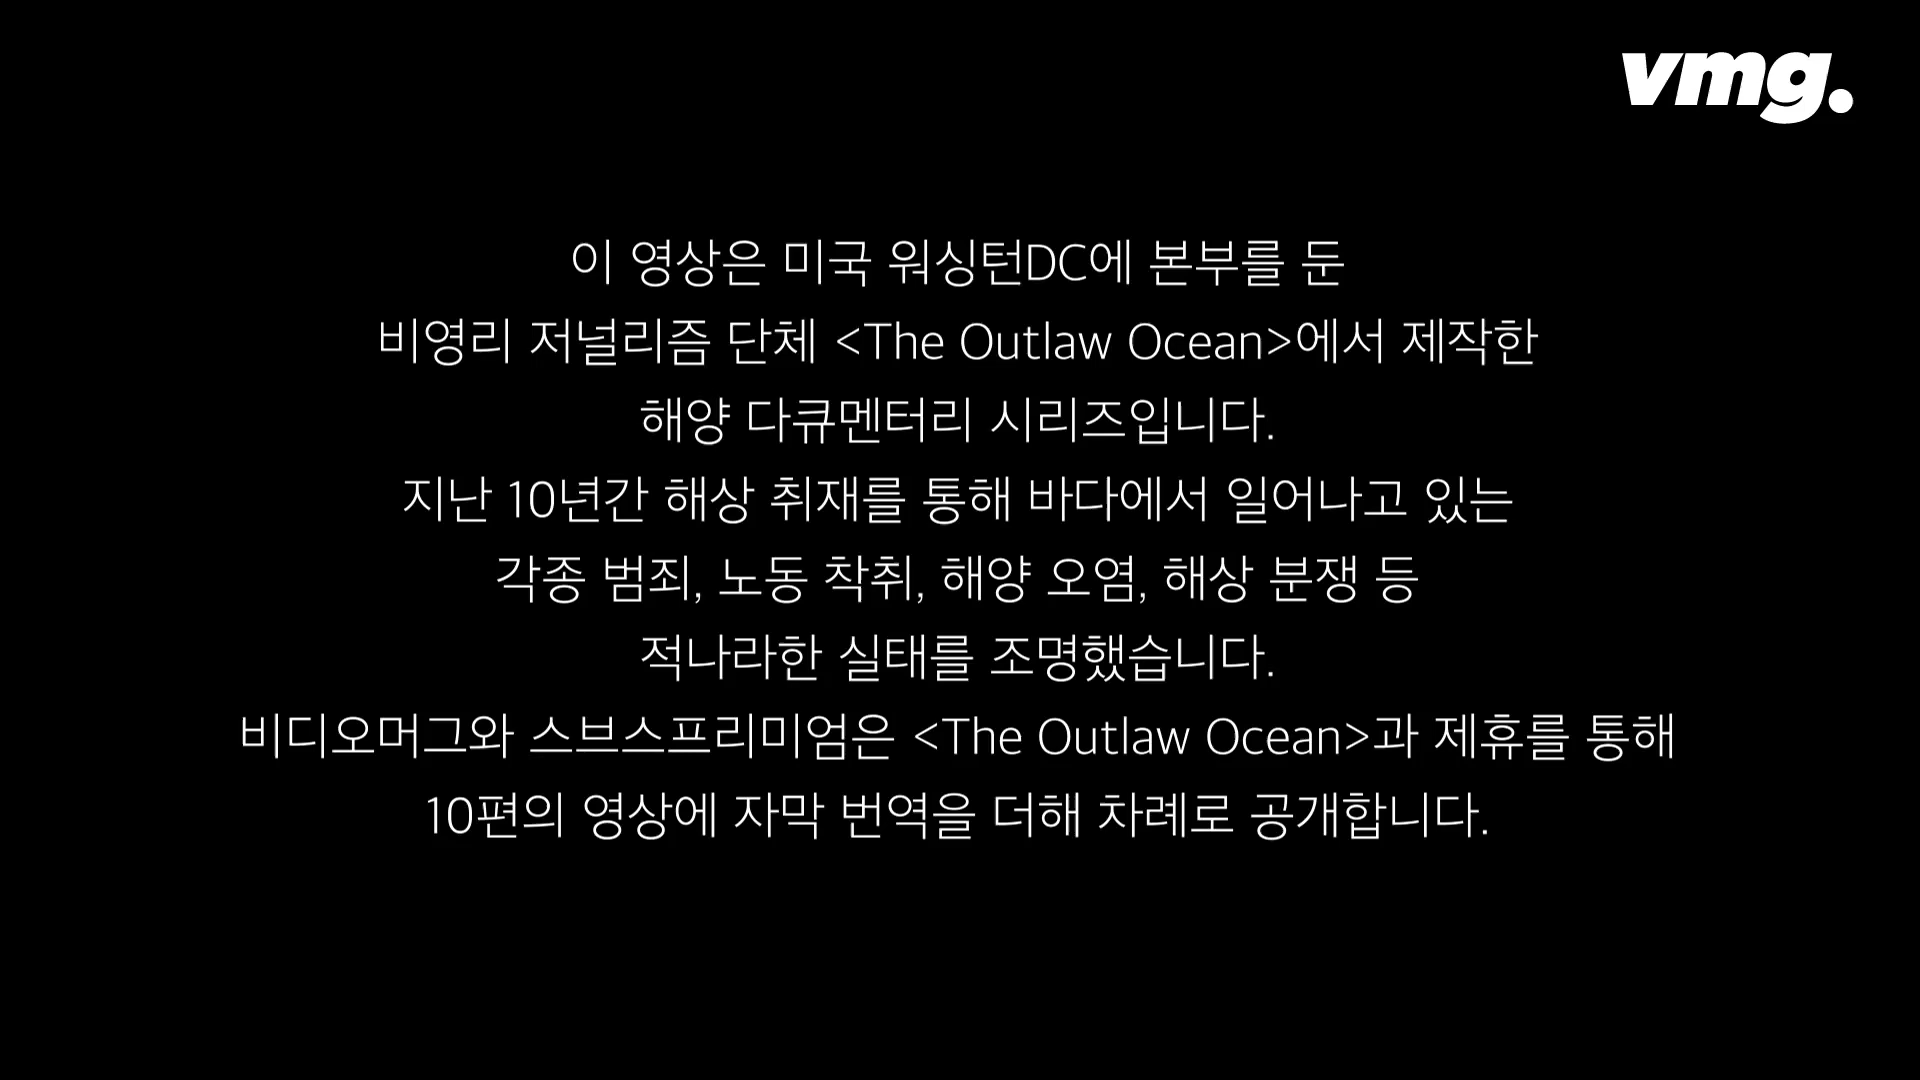 vmg.
이 영상은 미국 워싱턴DC에 본부를 둔
비영리 저널리즘 단체 <The Outlaw Ocean>에서 제작한
해양 다큐멘터리 시리즈입니다.
지난 10년간 해상 취재를 통해 바다에서 일어나고 있는
각종 범죄, 노동 착취, 해양 오염, 해상 분쟁 등
적나라한 실태를 조명했습니다.
비디오머그와 스브스프리미엄은 <The Outlaw Ocean>과 제휴를 통해
10편의 영상에 자막 번역을 더해 차례로 공개합니다.